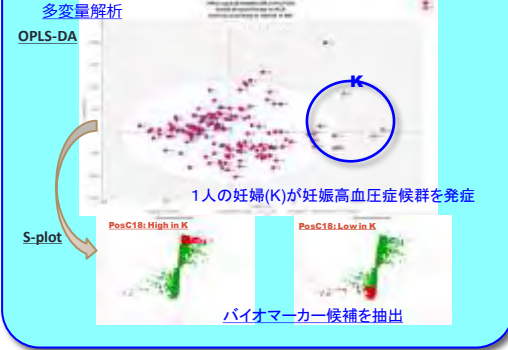 多変量解析
OPLS-DA
K
1人の妊婦(K)が妊娠高血圧症候群を発症
S-plot
PosC18: High in K
PosC18: Low in K
バイオマーカー候補を抽出